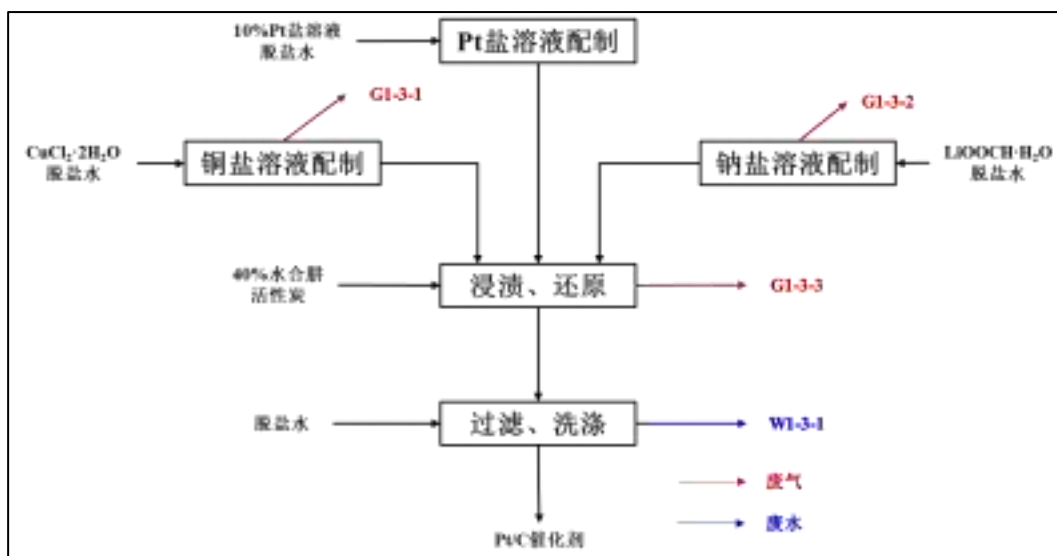 10%Pt盐溶液
脱盐水
Pt盐溶液配制
G1-3-1
G1-3-2
CuCl₂·2H₂O
脱盐水
铜盐溶液配制
钠盐溶液配制
LiOOCH·H₂O
脱盐水
40%水合肼
活性炭
浸渍、还原
G1-3-3
脱盐水
过滤、洗涤
W1-3-1
废气
废水
Pt/C催化剂